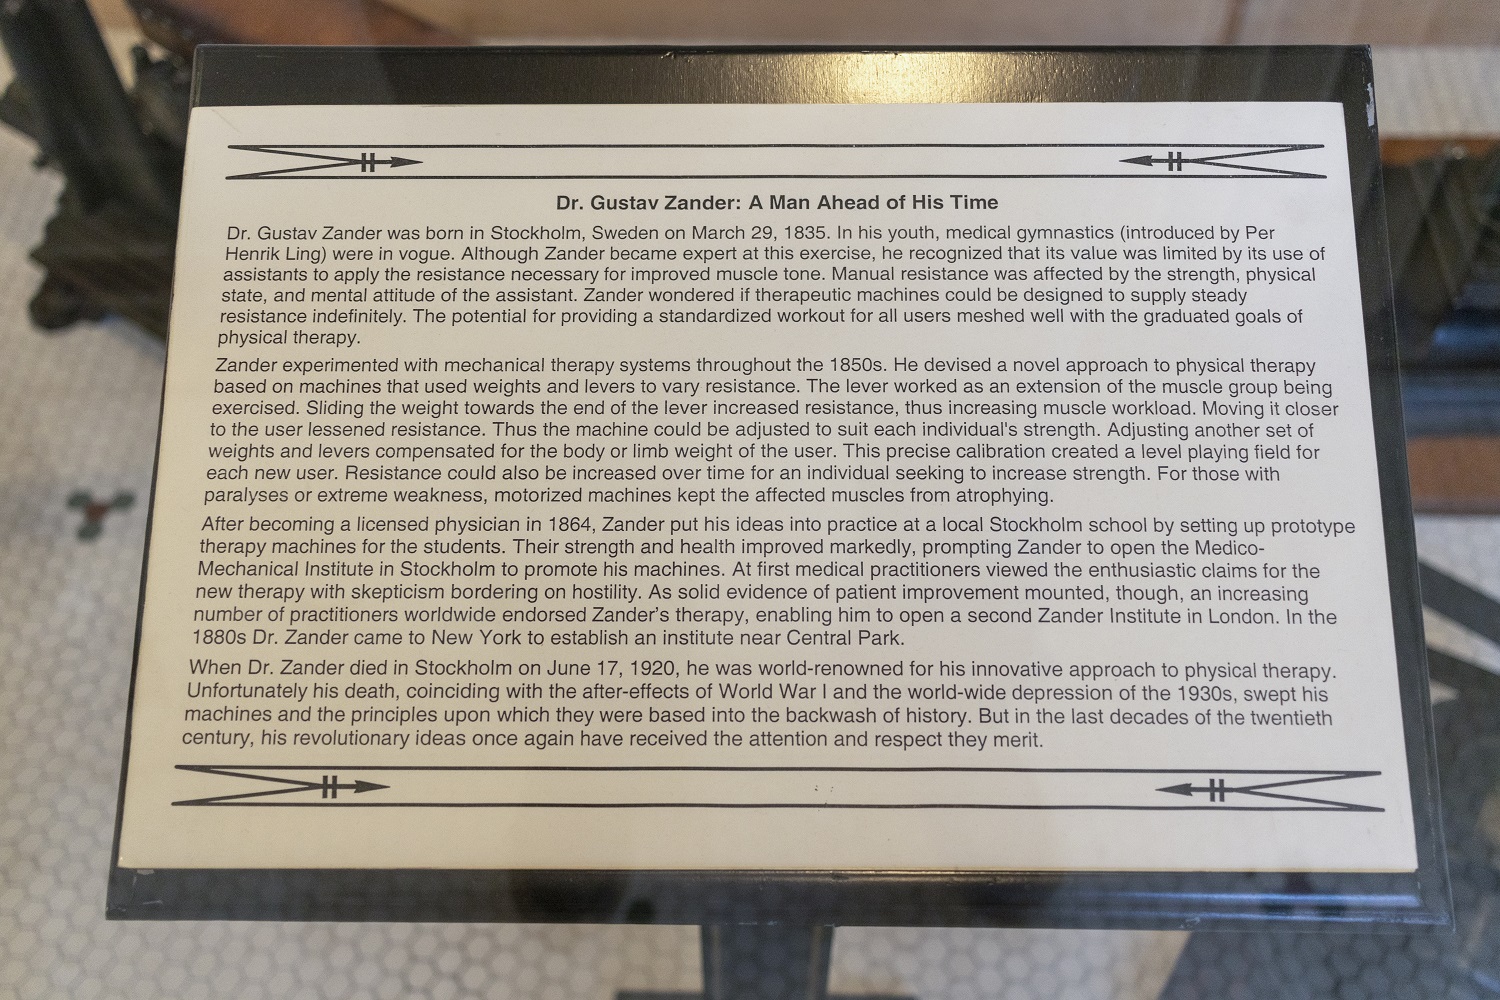 Dr. Gustav Zander: A Man Ahead of His Time
Dr. Gustav Zander was born in Stockholm, Sweden on March 29, 1835. In his youth, medical gymnastics (introduced by Per
Henrik Ling) were in vogue. Although Zander became expert at this exercise, he recognized that its value was limited by its use of
assistants to apply the resistance necessary for improved muscle tone. Manual resistance was affected by the strength, physical
state, and mental attitude of the assistant. Zander wondered if therapeutic machines could be designed to supply steady
resistance indefinitely. The potential for providing a standardized workout for all users meshed well with the graduated goals of
physical therapy.
Zander experimented with mechanical therapy systems throughout the 1850s. He devised a novel approach to physical therapy
based on machines that used weights and levers to vary resistance. The lever worked as an extension of the muscle group being
exercised. Sliding the weight towards the end of the lever increased resistance, thus increasing muscle workload. Moving it closer
to the user lessened resistance. Thus the machine could be adjusted to suit each individual's strength. Adjusting another set of
weights and levers compensated for the body or limb weight of the user. This precise calibration created a level playing field for
each new user. Resistance could also be increased over time for an individual seeking to increase strength. For those with
paralyses or extreme weakness, motorized machines kept the affected muscles from atrophying.
After becoming a licensed physician in 1864, Zander put his ideas into practice at a local Stockholm school by setting up prototype
therapy machines for the students. Their strength and health improved markedly, prompting Zander to open the Medico-
Mechanical Institute in Stockholm to promote his machines. At first medical practitioners viewed the enthusiastic claims for the
new therapy with skepticism bordering on hostility. As solid evidence of patient improvement mounted, though, an increasing
number of practitioners worldwide endorsed Zander's therapy, enabling him to open a second Zander Institute in London. In the
1880s Dr. Zander came to New York to establish an institute near Central Park.
When Dr. Zander died in Stockholm on June 17, 1920, he was world-renowned for his innovative approach to physical therapy.
Unfortunately his death, coinciding with the after-effects of World War I and the world-wide depression of the 1930s, swept his
machines and the principles upon which they were based into the backwash of history. But in the last decades of the twentieth
century, his revolutionary ideas once again have received the attention and respect they merit.